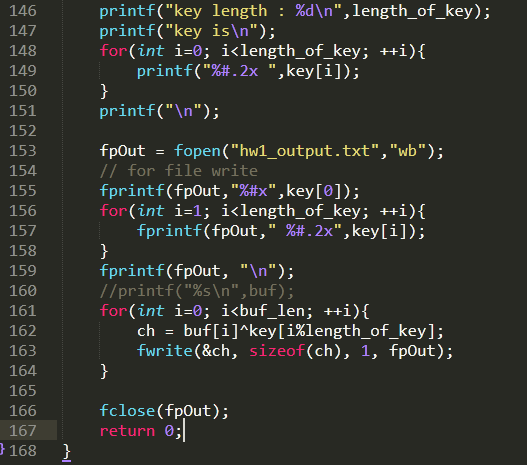 146 printf("key length : %d\n",length_of_key);
147 printf("key is\n");
148 for(int i=0; i<length_of_key; ++i){
149 printf("%#.2x ",key[i]);
150 }
151 printf("\n");
152
153 fpOut = fopen("hw1_output.txt","wb");
154 // for file write
155 fprintf(fpOut,"%#x",key[0]);
156 for(int i=1; i<length_of_key; ++i){
157 fprintf(fpOut," %#.2x",key[i]);
158 }
159 fprintf(fpOut, "\n");
160 //printf("%s\n",buf);
161 for(int i=0; i<buf_len; ++i){
162 ch = buf[i]^key[i%length_of_key];
163 fwrite(&ch, sizeof(ch), 1, fpOut);
164 }
165
166 fclose(fpOut);
167 return 0;
}168 }